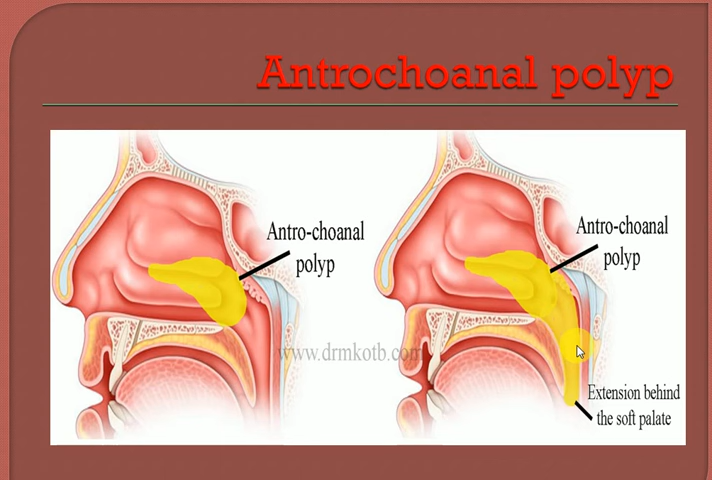 Antrochoanal polyp
Antro-choanal
polyp
Antro-choanal
polyp
www.drmkotb.com
Extension behind
the soft palate